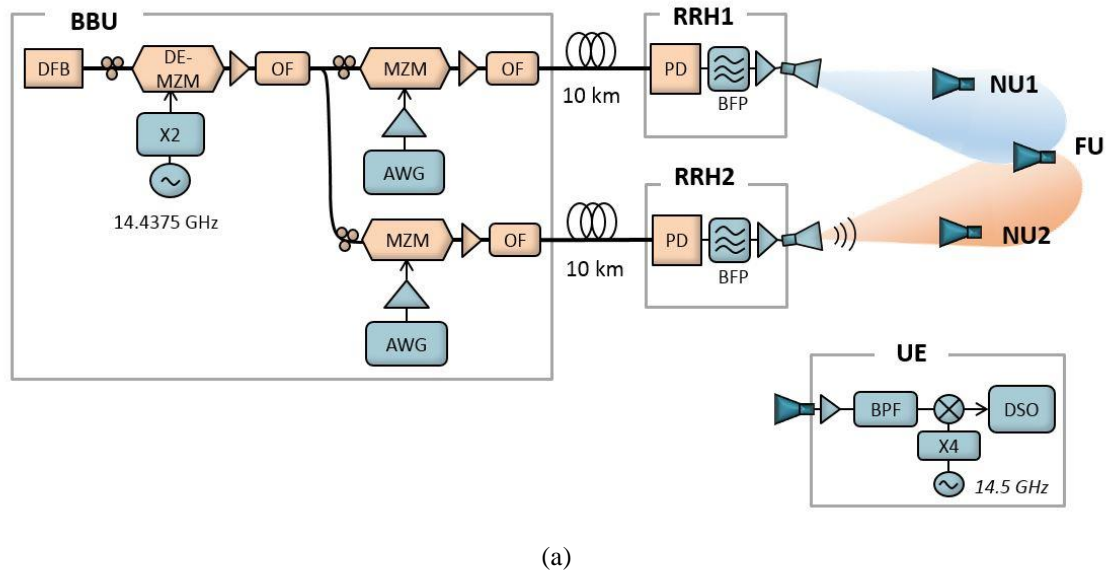 BBU
DFB
DE-
MZM
OF
X2
14.4375 GHz
MZM
OF
AWG
10 km
RRH1
PD
BFP
NU1
FU
MZM
OF
AWG
10 km
RRH2
PD
BFP
NU2
UE
BPF
DSO
X4
14.5 GHz
(a)